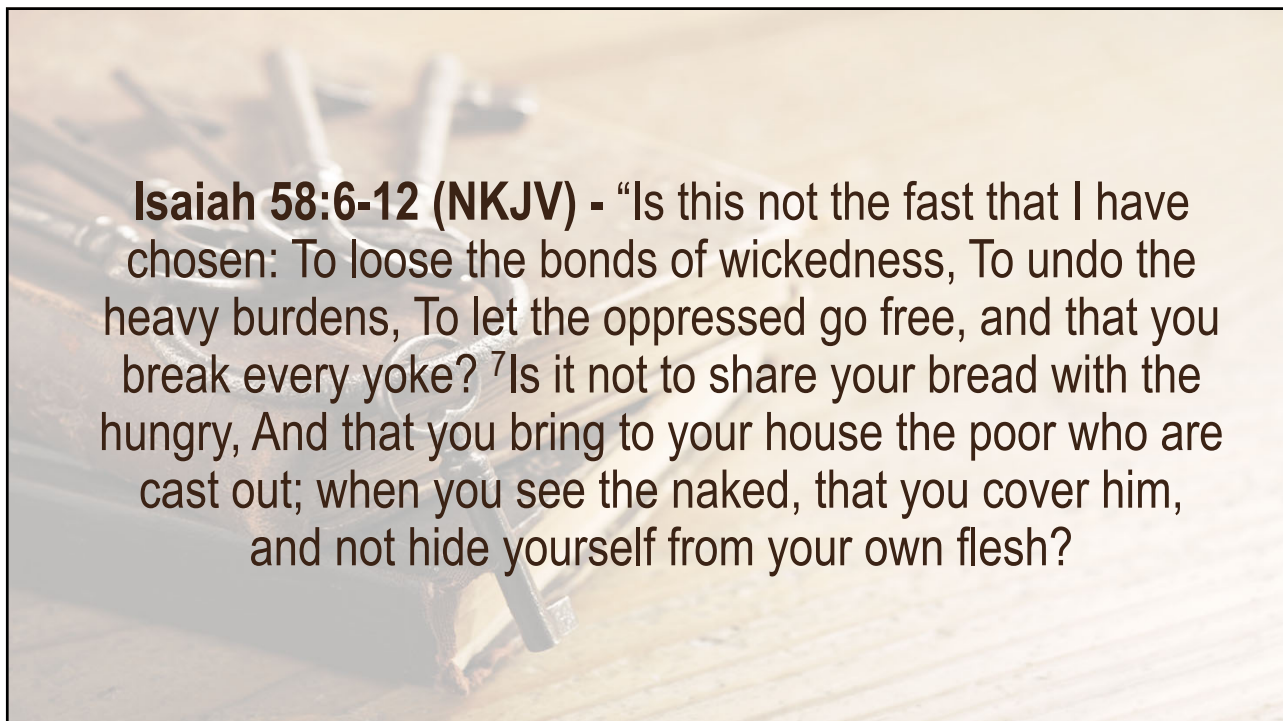 Isaiah 58:6-12 (NKJV) - “Is this not the fast that I have
chosen: To loose the bonds of wickedness, To undo the
heavy burdens, To let the oppressed go free, and that you
break every yoke? ⁷Is it not to share your bread with the
hungry, And that you bring to your house the poor who are
cast out; when you see the naked, that you cover him,
and not hide yourself from your own flesh?